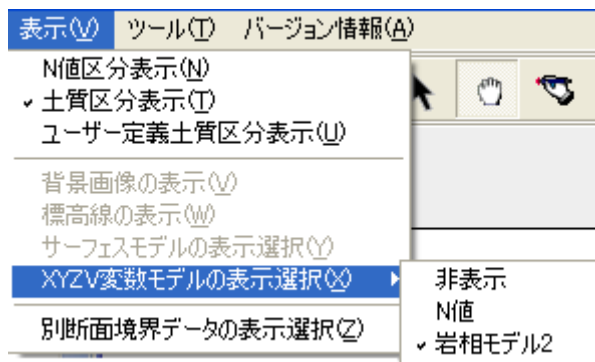 表示(V) ツール(T) バージョン情報(A)
N値区分表示(N)
土質区分表示(T)
ユーザー定義土質区分表示(U)
背景画像の表示(V)
標高線の表示(W)
サーフェスモデルの表示選択(Y)
XYZV変数モデルの表示選択(X)
非表示
N値
別断面境界データの表示選択(Z)
岩相モデル2